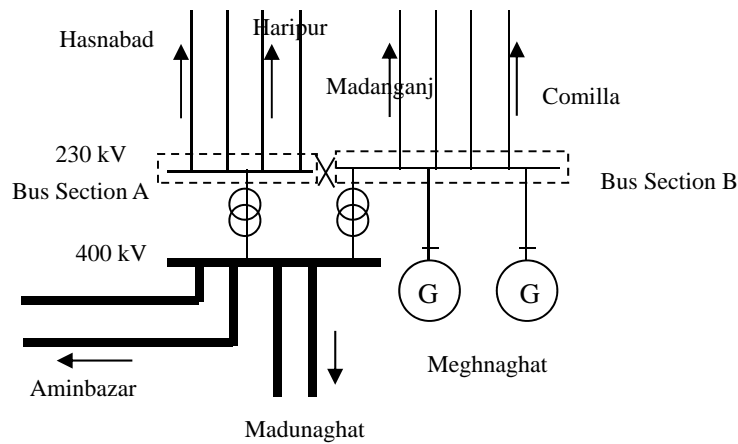 Hasnabad
Haripur
Madanganj
Comilla
230 kV
Bus Section A
Bus Section B
400 kV
G
G
Meghnaghat
Aminbazar
Madunaghat